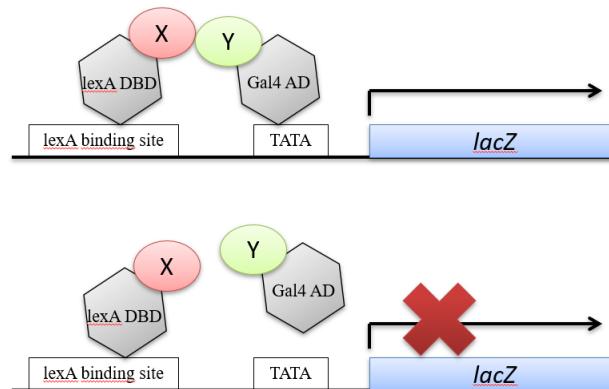 X
Y
lexA DBD
Gal4 AD
lexA binding site
TATA
lacZ
X
Y
lexA DBD
Gal4 AD
lexA binding site
TATA
lacZ